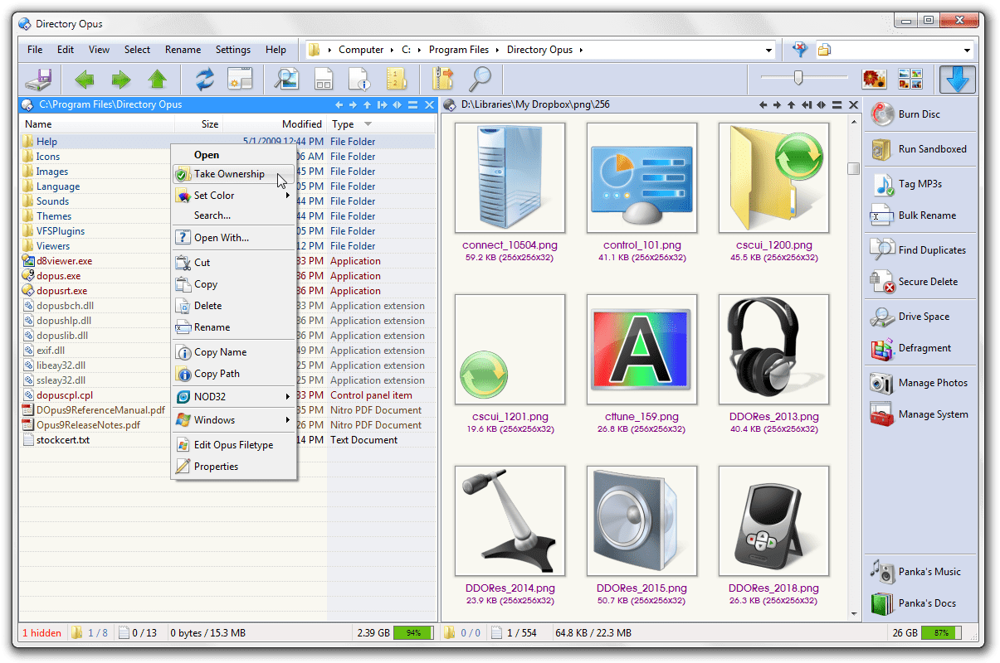 Directory Opus
File Edit View Select Rename Settings Help
Computer C: Program Files Directory Opus
C:\Program Files\Directory Opus
Name Size Modified Type
Help 5/1/2009 12:44 PM File Folder
Icons 06 AM File Folder
Images 45 PM File Folder
Language 05 PM File Folder
Sounds 42 PM File Folder
Themes 44 PM File Folder
VFSPlugins 05 PM File Folder
Viewers 12 PM File Folder
d8viewer.exe 33 PM Application
dopus.exe 33 PM Application
dopusrt.exe 36 PM Application
dopusbch.dll 33 PM Application extension
dopushlp.dll 36 PM Application extension
dopuslib.dll 36 PM Application extension
exif.dll 49 PM Application extension
libeay32.dll 25 PM Application extension
ssleay32.dll 25 PM Application extension
dopuscpl.cpl 33 PM Control panel item
DOpus9ReferenceManual.pdf 35 PM Nitro PDF Document
Opus9ReleaseNotes.pdf 26 PM Nitro PDF Document
stockcert.txt 14 PM Text Document
Open
Take Ownership
Set Color
Search...
Open With...
Cut
Copy
Delete
Rename
Copy Name
Copy Path
NOD32
Windows
Edit Opus Filetype
Properties
D:\Libraries\My Dropbox\png\256
connect_10504.png control_101.png cscui_1200.png
59.2 KB (256x256x32) 41.1 KB (256x256x32) 45.5 KB (256x256x32)
A
cscui_1201.png cttune_159.png DDORes_2013.png
19.6 KB (256x256x32) 26.8 KB (256x256x32) 40.4 KB (256x256x32)
DDORes_2014.png DDORes_2015.png DDORes_2018.png
23.9 KB (256x256x32) 50.7 KB (256x256x32) 26.3 KB (256x256x32)
Burn Disc
Run Sandboxed
Tag MP3s
Bulk Rename
Find Duplicates
Secure Delete
Drive Space
Defragment
Manage Photos
Manage System
Panka's Music
Panka's Docs
1 hidden 1 / 8 0 / 13 0 bytes / 15.3 MB 2.39 GB 94% 0 / 0 1 / 554 64.8 KB / 22.3 MB 26 GB 87%